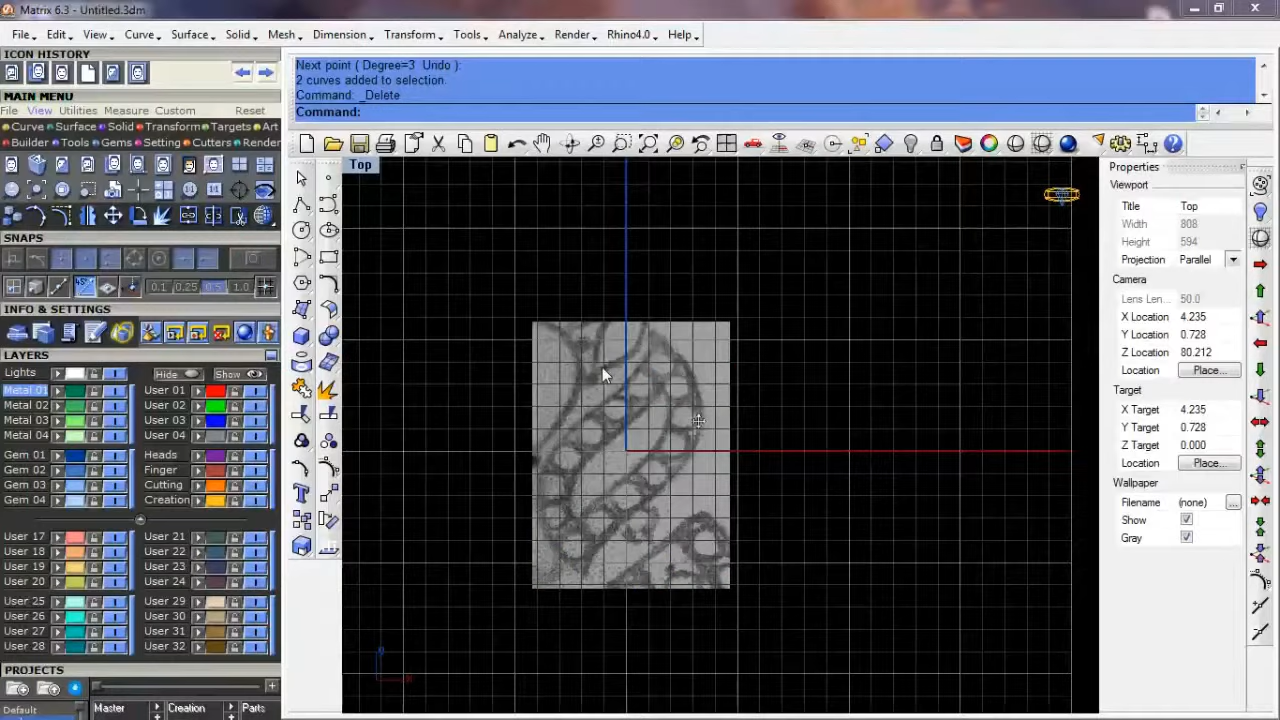 Matrix 6.3 - Untitled.3dm
File Edit View Curve Surface Solid Mesh Dimension Transform Tools Analyze Render Rhino4.0 Help
ICON HISTORY
MAIN MENU
File View Utilities Measure Custom Reset
Curve Surface Solid Transform Targets Art
Builder Tools Gems Setting Cutters Render
SNAPS
45°
0.1 0.25 0.5 1.0
INFO & SETTINGS
LAYERS
Lights Hide Show
Metal 01 User 01
Metal 02 User 02
Metal 03 User 03
Metal 04 User 04
Gem 01 Heads
Gem 02 Finger
Gem 03 Cutting
Gem 04 Creation
User 17 User 21
User 18 User 22
User 19 User 23
User 20 User 24
User 25 User 29
User 26 User 30
User 27 User 31
User 28 User 32
PROJECTS
Default Master Creation Parts
Next point ( Degree=3 Undo ):
2 curves added to selection.
Command: _Delete
Command:
Top
Properties
Viewport
Title Top
Width 808
Height 594
Projection Parallel
Camera
Lens Len... 50.0
X Location 4.235
Y Location 0.728
Z Location 80.212
Location Place...
Target
X Target 4.235
Y Target 0.728
Z Target 0.000
Location Place...
Wallpaper
Filename (none) ...
Show
Gray